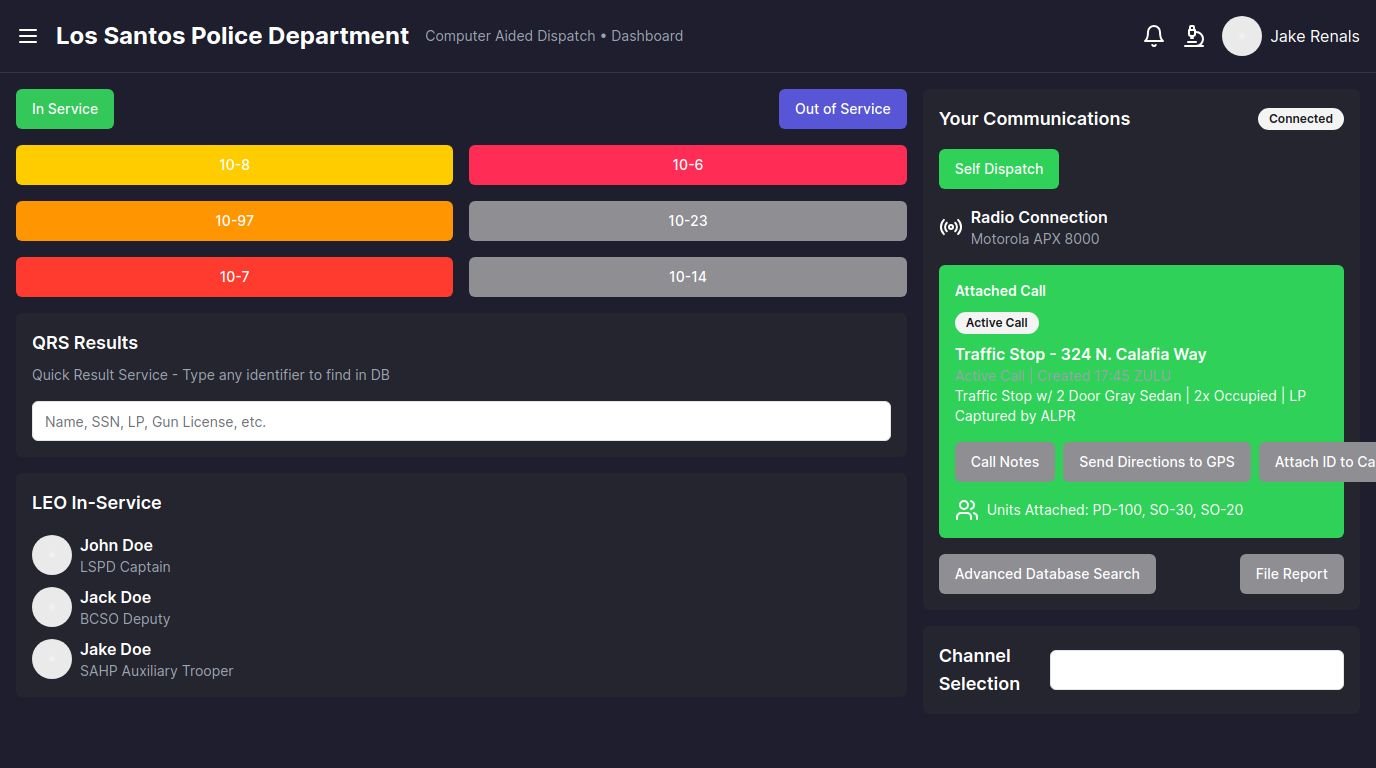 Los Santos Police Department
Computer Aided Dispatch • Dashboard
Jake Renals
In Service
Out of Service
10-8
10-6
10-97
10-23
10-7
10-14
QRS Results
Quick Result Service - Type any identifier to find in DB
Name, SSN, LP, Gun License, etc.
LEO In-Service
John Doe
LSPD Captain
Jack Doe
BCSO Deputy
Jake Doe
SAHP Auxiliary Trooper
Your Communications
Connected
Self Dispatch
Radio Connection
Motorola APX 8000
Attached Call
Active Call
Traffic Stop - 324 N. Calafia Way
Active Call | Created 17:45 ZULU
Traffic Stop w/ 2 Door Gray Sedan | 2x Occupied | LP
Captured by ALPR
Call Notes
Send Directions to GPS
Attach ID to Ca
Units Attached: PD-100, SO-30, SO-20
Advanced Database Search
File Report
Channel
Selection